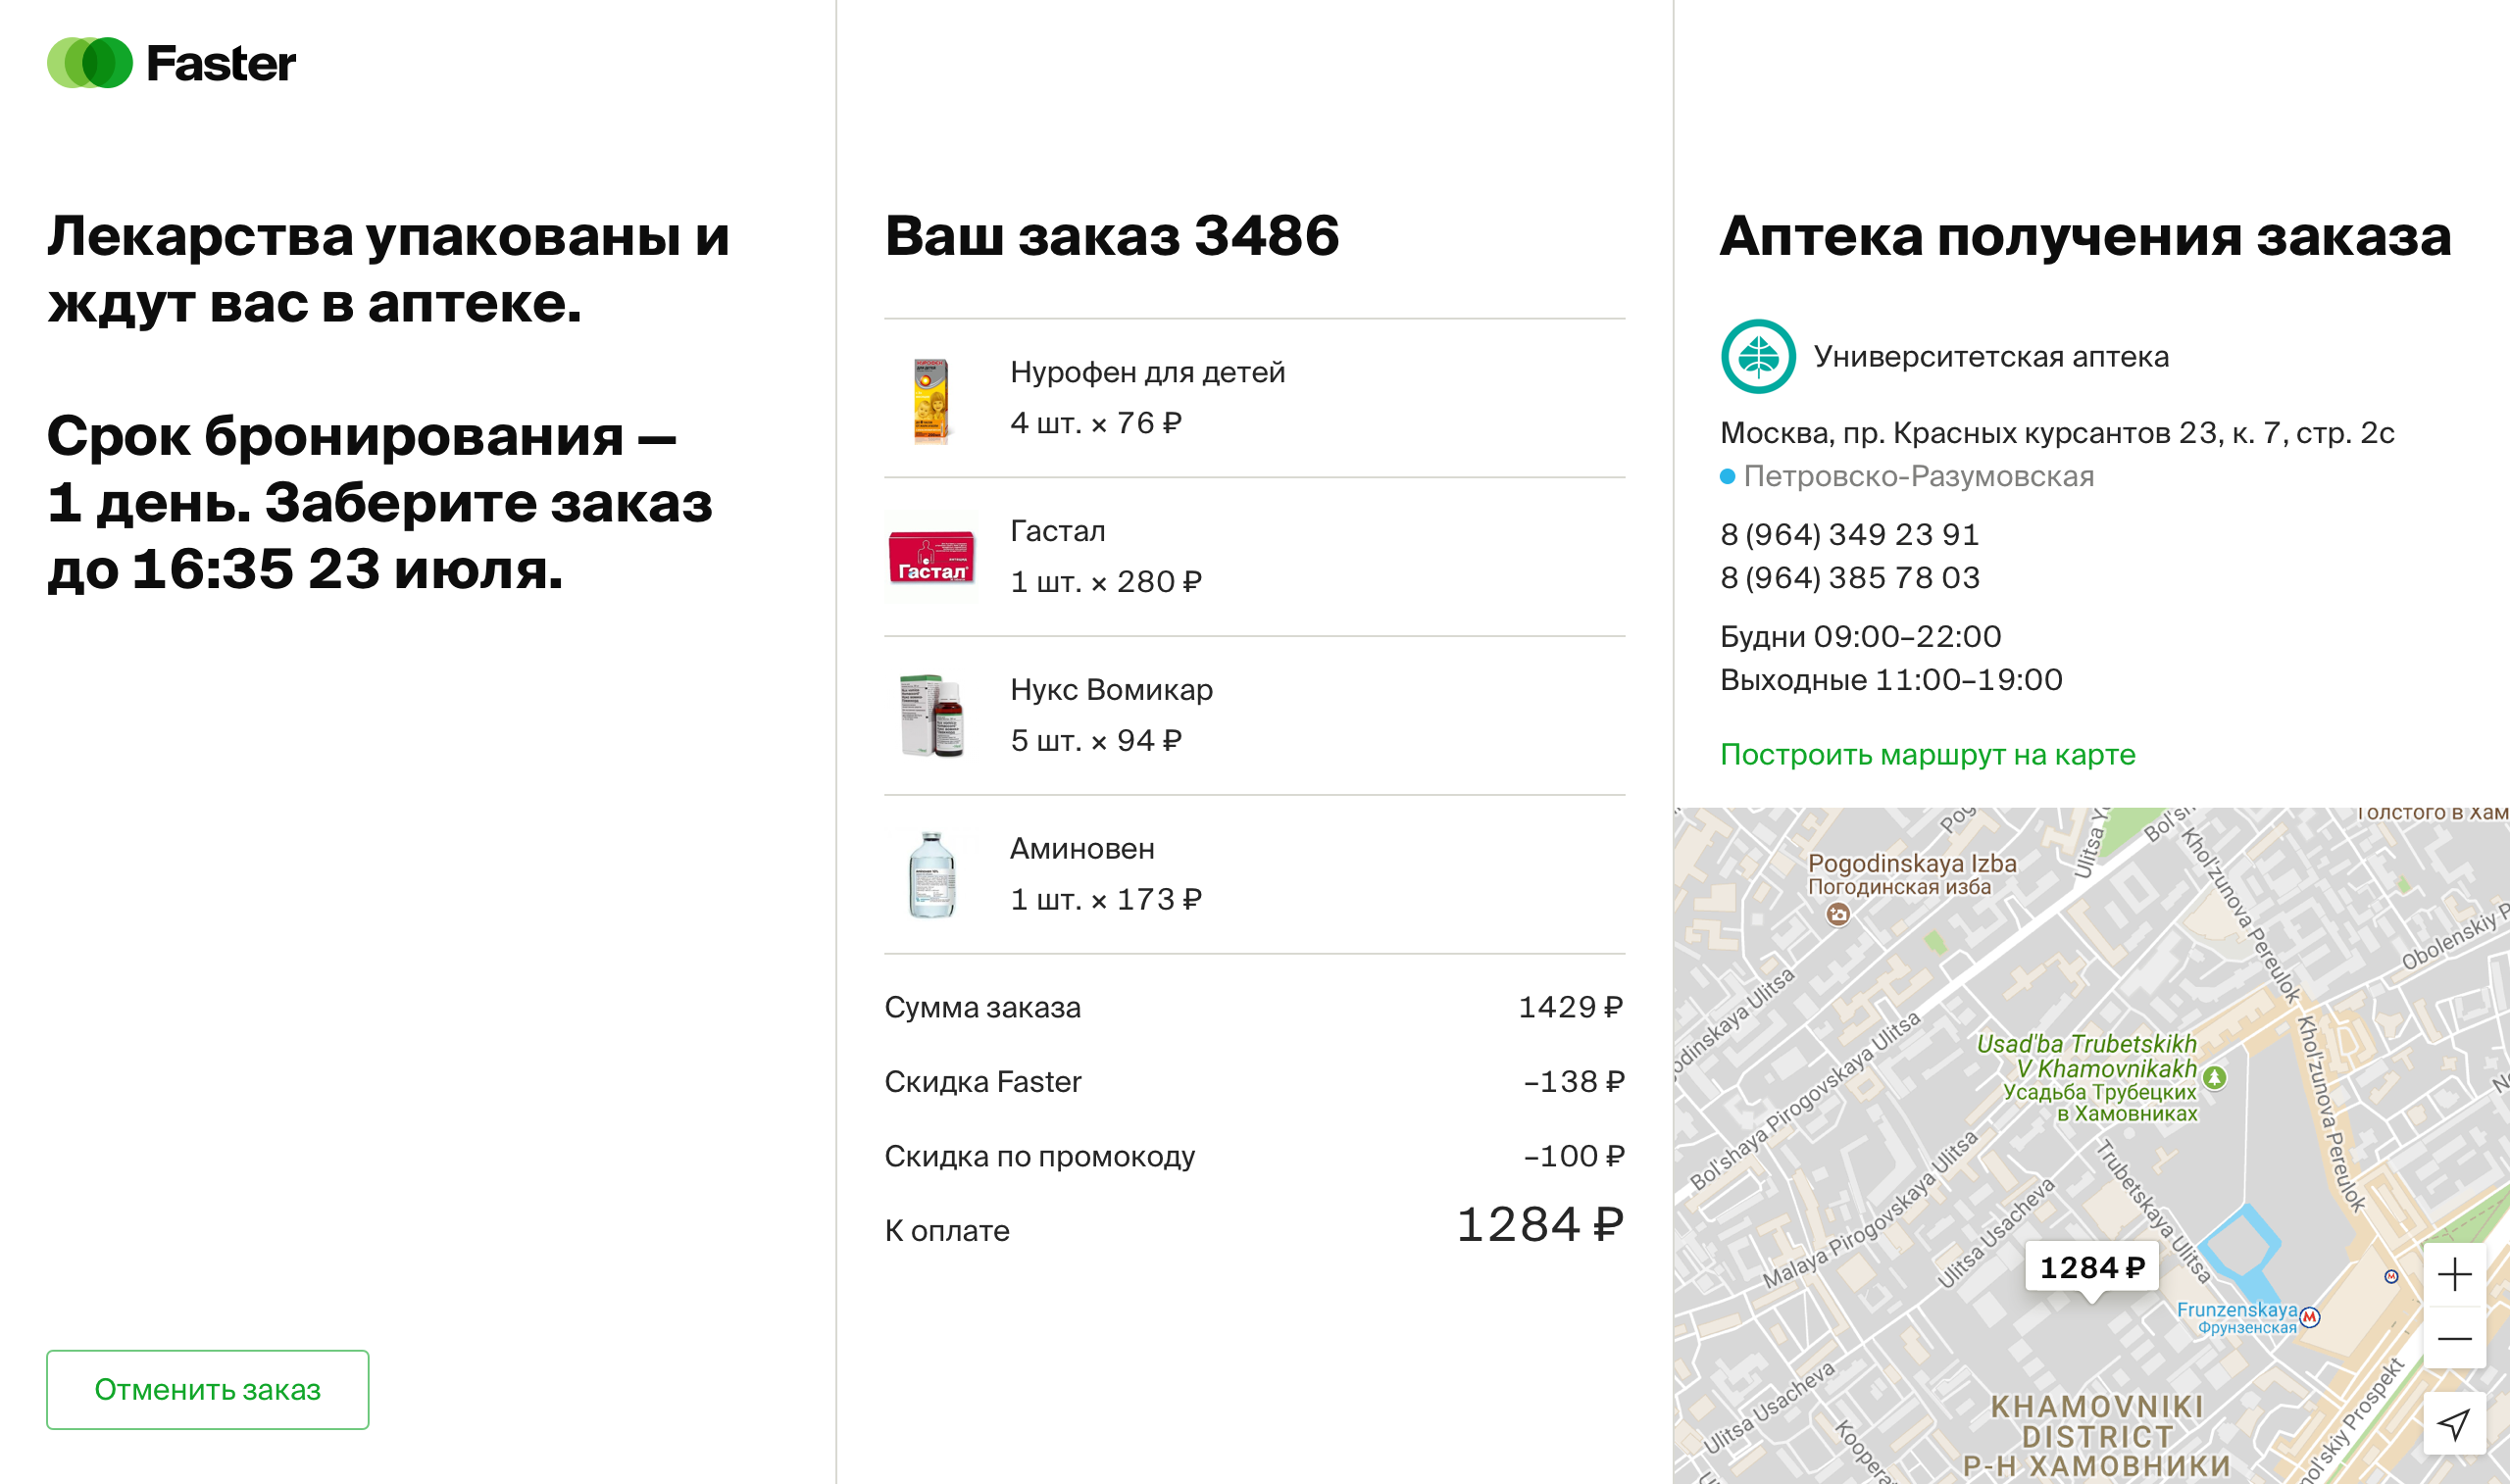 Faster
Лекарства упакованы и
ждут вас в аптеке.
Срок бронирования —
1 день. Заберите заказ
до 16:35 23 июля.
Отменить заказ
Ваш заказ 3486
Нурофен для детей
4 шт. × 76 ₽
Гастал
Гастал
1 шт. × 280 ₽
Нукс Вомикар
5 шт. × 94 ₽
Аминовен
1 шт. × 173 ₽
Сумма заказа 1429 ₽
Скидка Faster –138 ₽
Скидка по промокоду –100 ₽
К оплате 1284 ₽
Аптека получения заказа
Университетская аптека
Москва, пр. Красных курсантов 23, к. 7, стр. 2с
Петровско-Разумовская
8 (964) 349 23 91
8 (964) 385 78 03
Будни 09:00–22:00
Выходные 11:00–19:00
Построить маршрут на карте
Толстого в Хам
Pogodinskaya Izba
Погодинская изба
Ulitsa
Khol'zunova Pereulok
Obolenskiy
odinskaya Ulitsa
Bol'shaya Pirogovskaya Ulitsa
Usad'ba Trubetskikh
V Khamovnikakh
Усадьба Трубецких
в Хамовниках
Khol'zunova Pereulok
Malaya Pirogovskaya Ulitsa
Ulitsa Usacheva
Trubetskaya Ulitsa
1284 ₽
Frunzenskaya
Фрунзенская
Ulitsa Usacheva
Koopera
ol'skiy Prospekt
KHAMOVNIKI
DISTRICT
Р-Н ХАМОВНИКИ